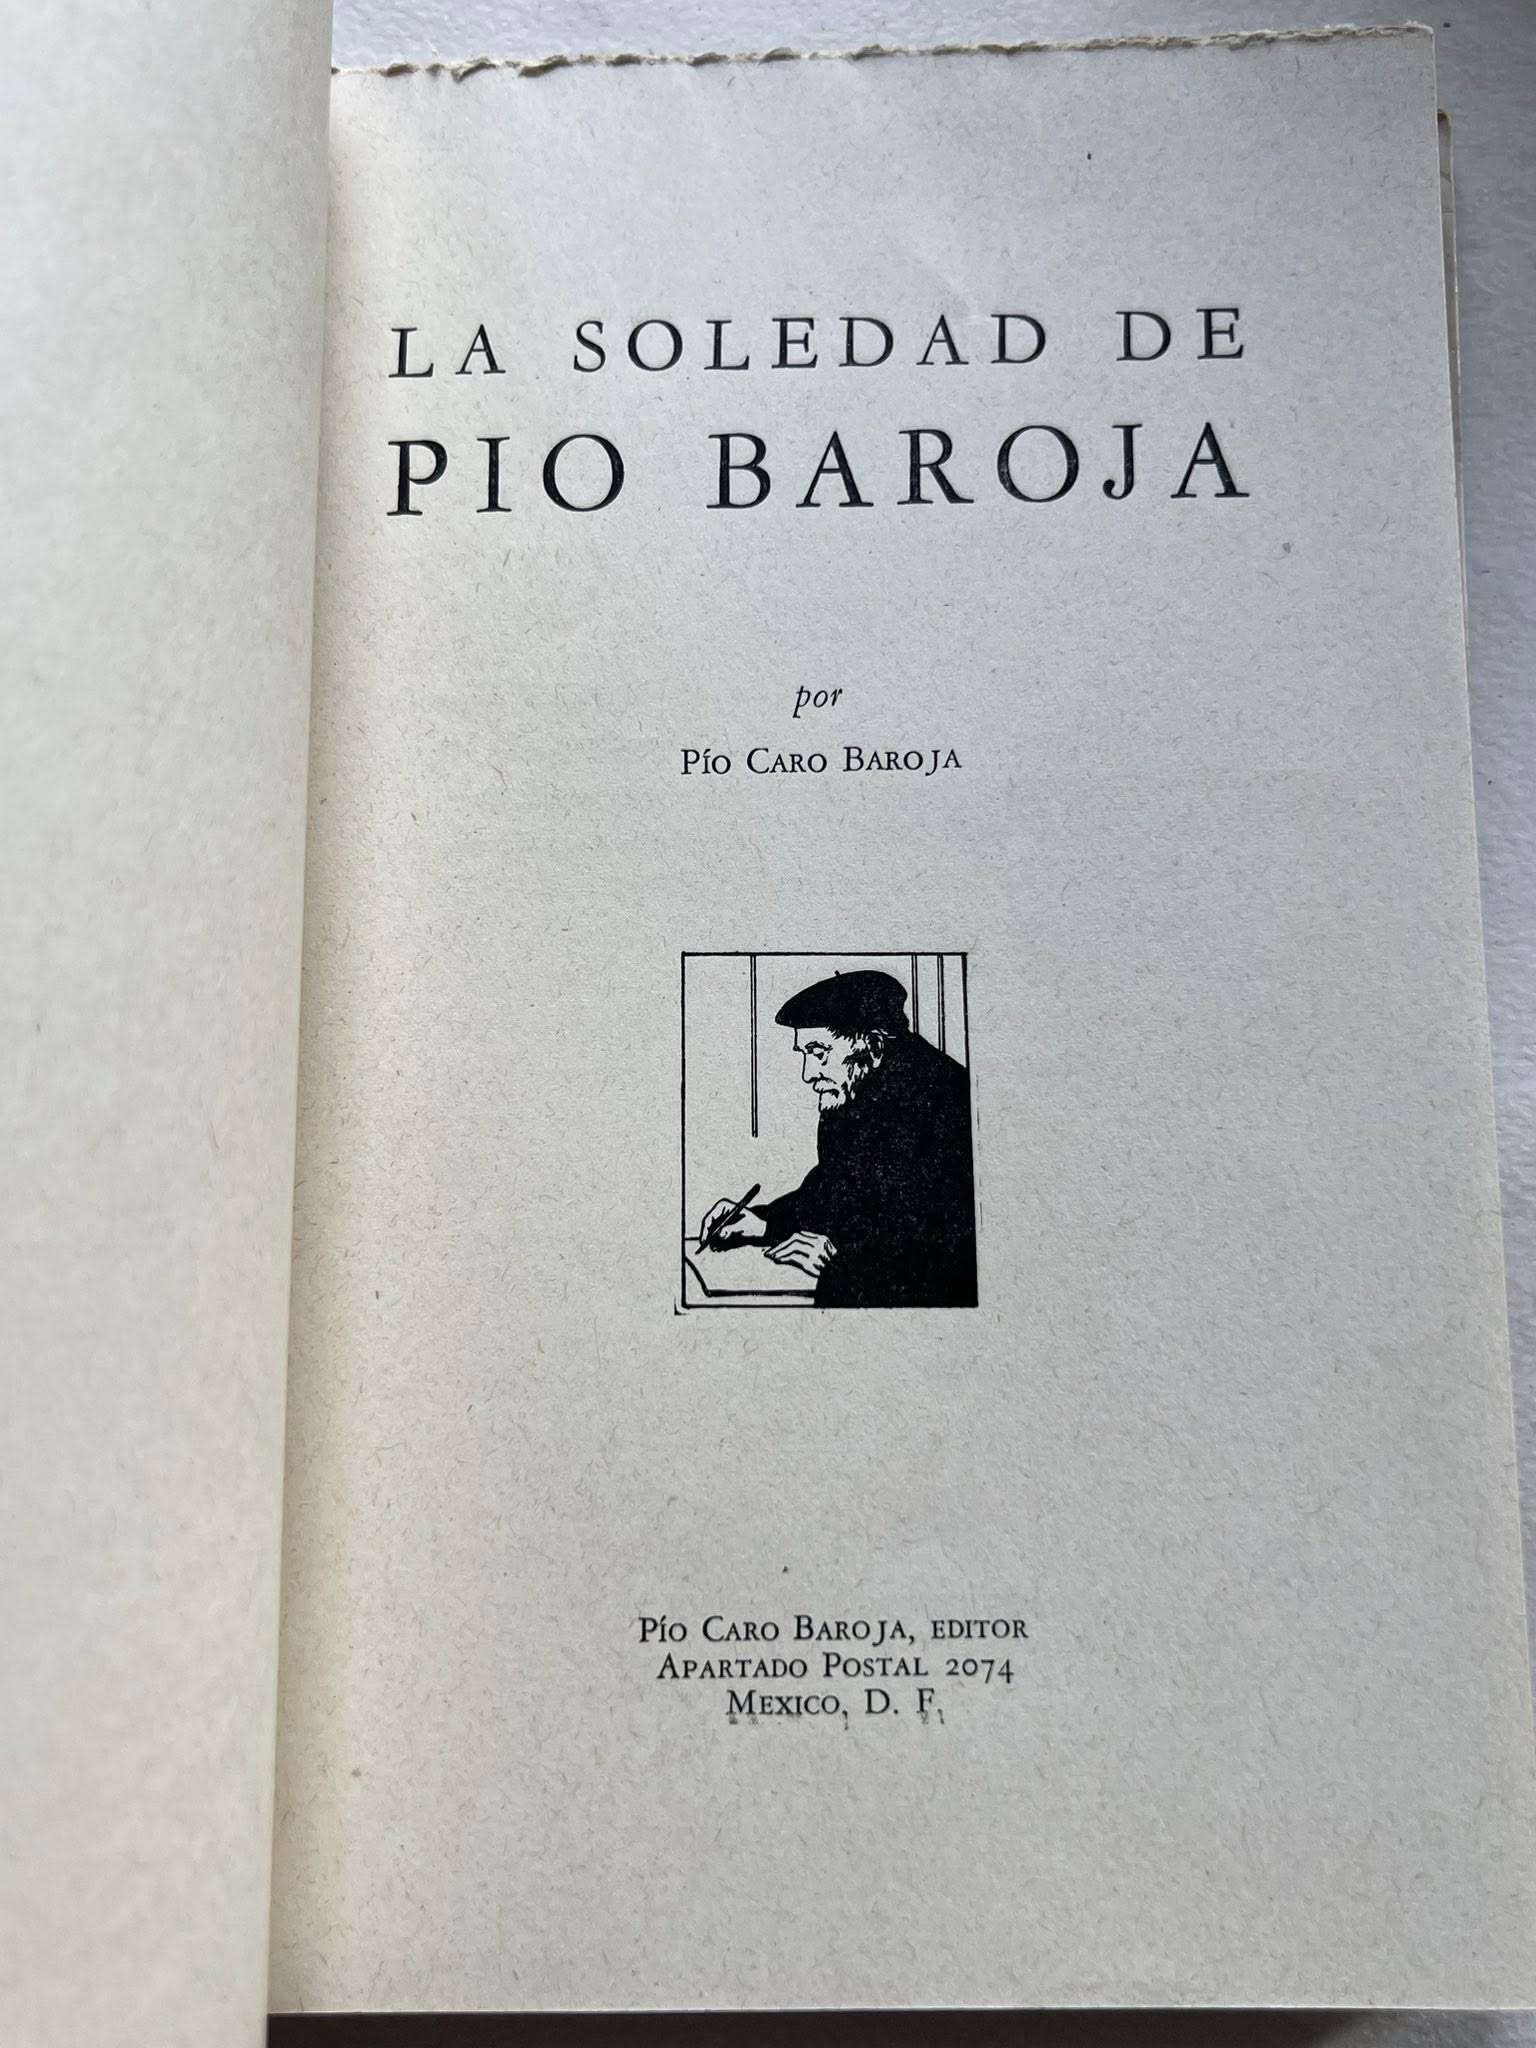 LA SOLEDAD DE
PIO BAROJA
por
Pío Caro Baroja
Pío Caro Baroja, editor
Apartado Postal 2074
Mexico, D. F.